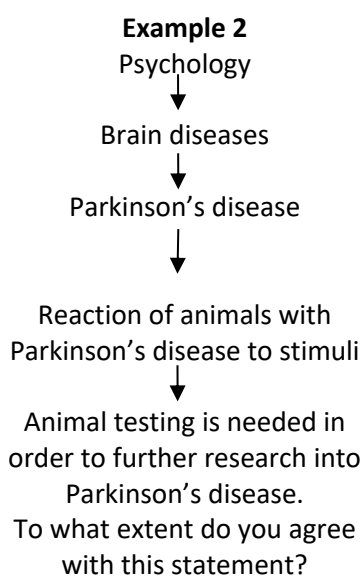 Example 2
Psychology
Brain diseases
Parkinson’s disease
Reaction of animals with
Parkinson’s disease to stimuli
Animal testing is needed in
order to further research into
Parkinson’s disease.
To what extent do you agree
with this statement?